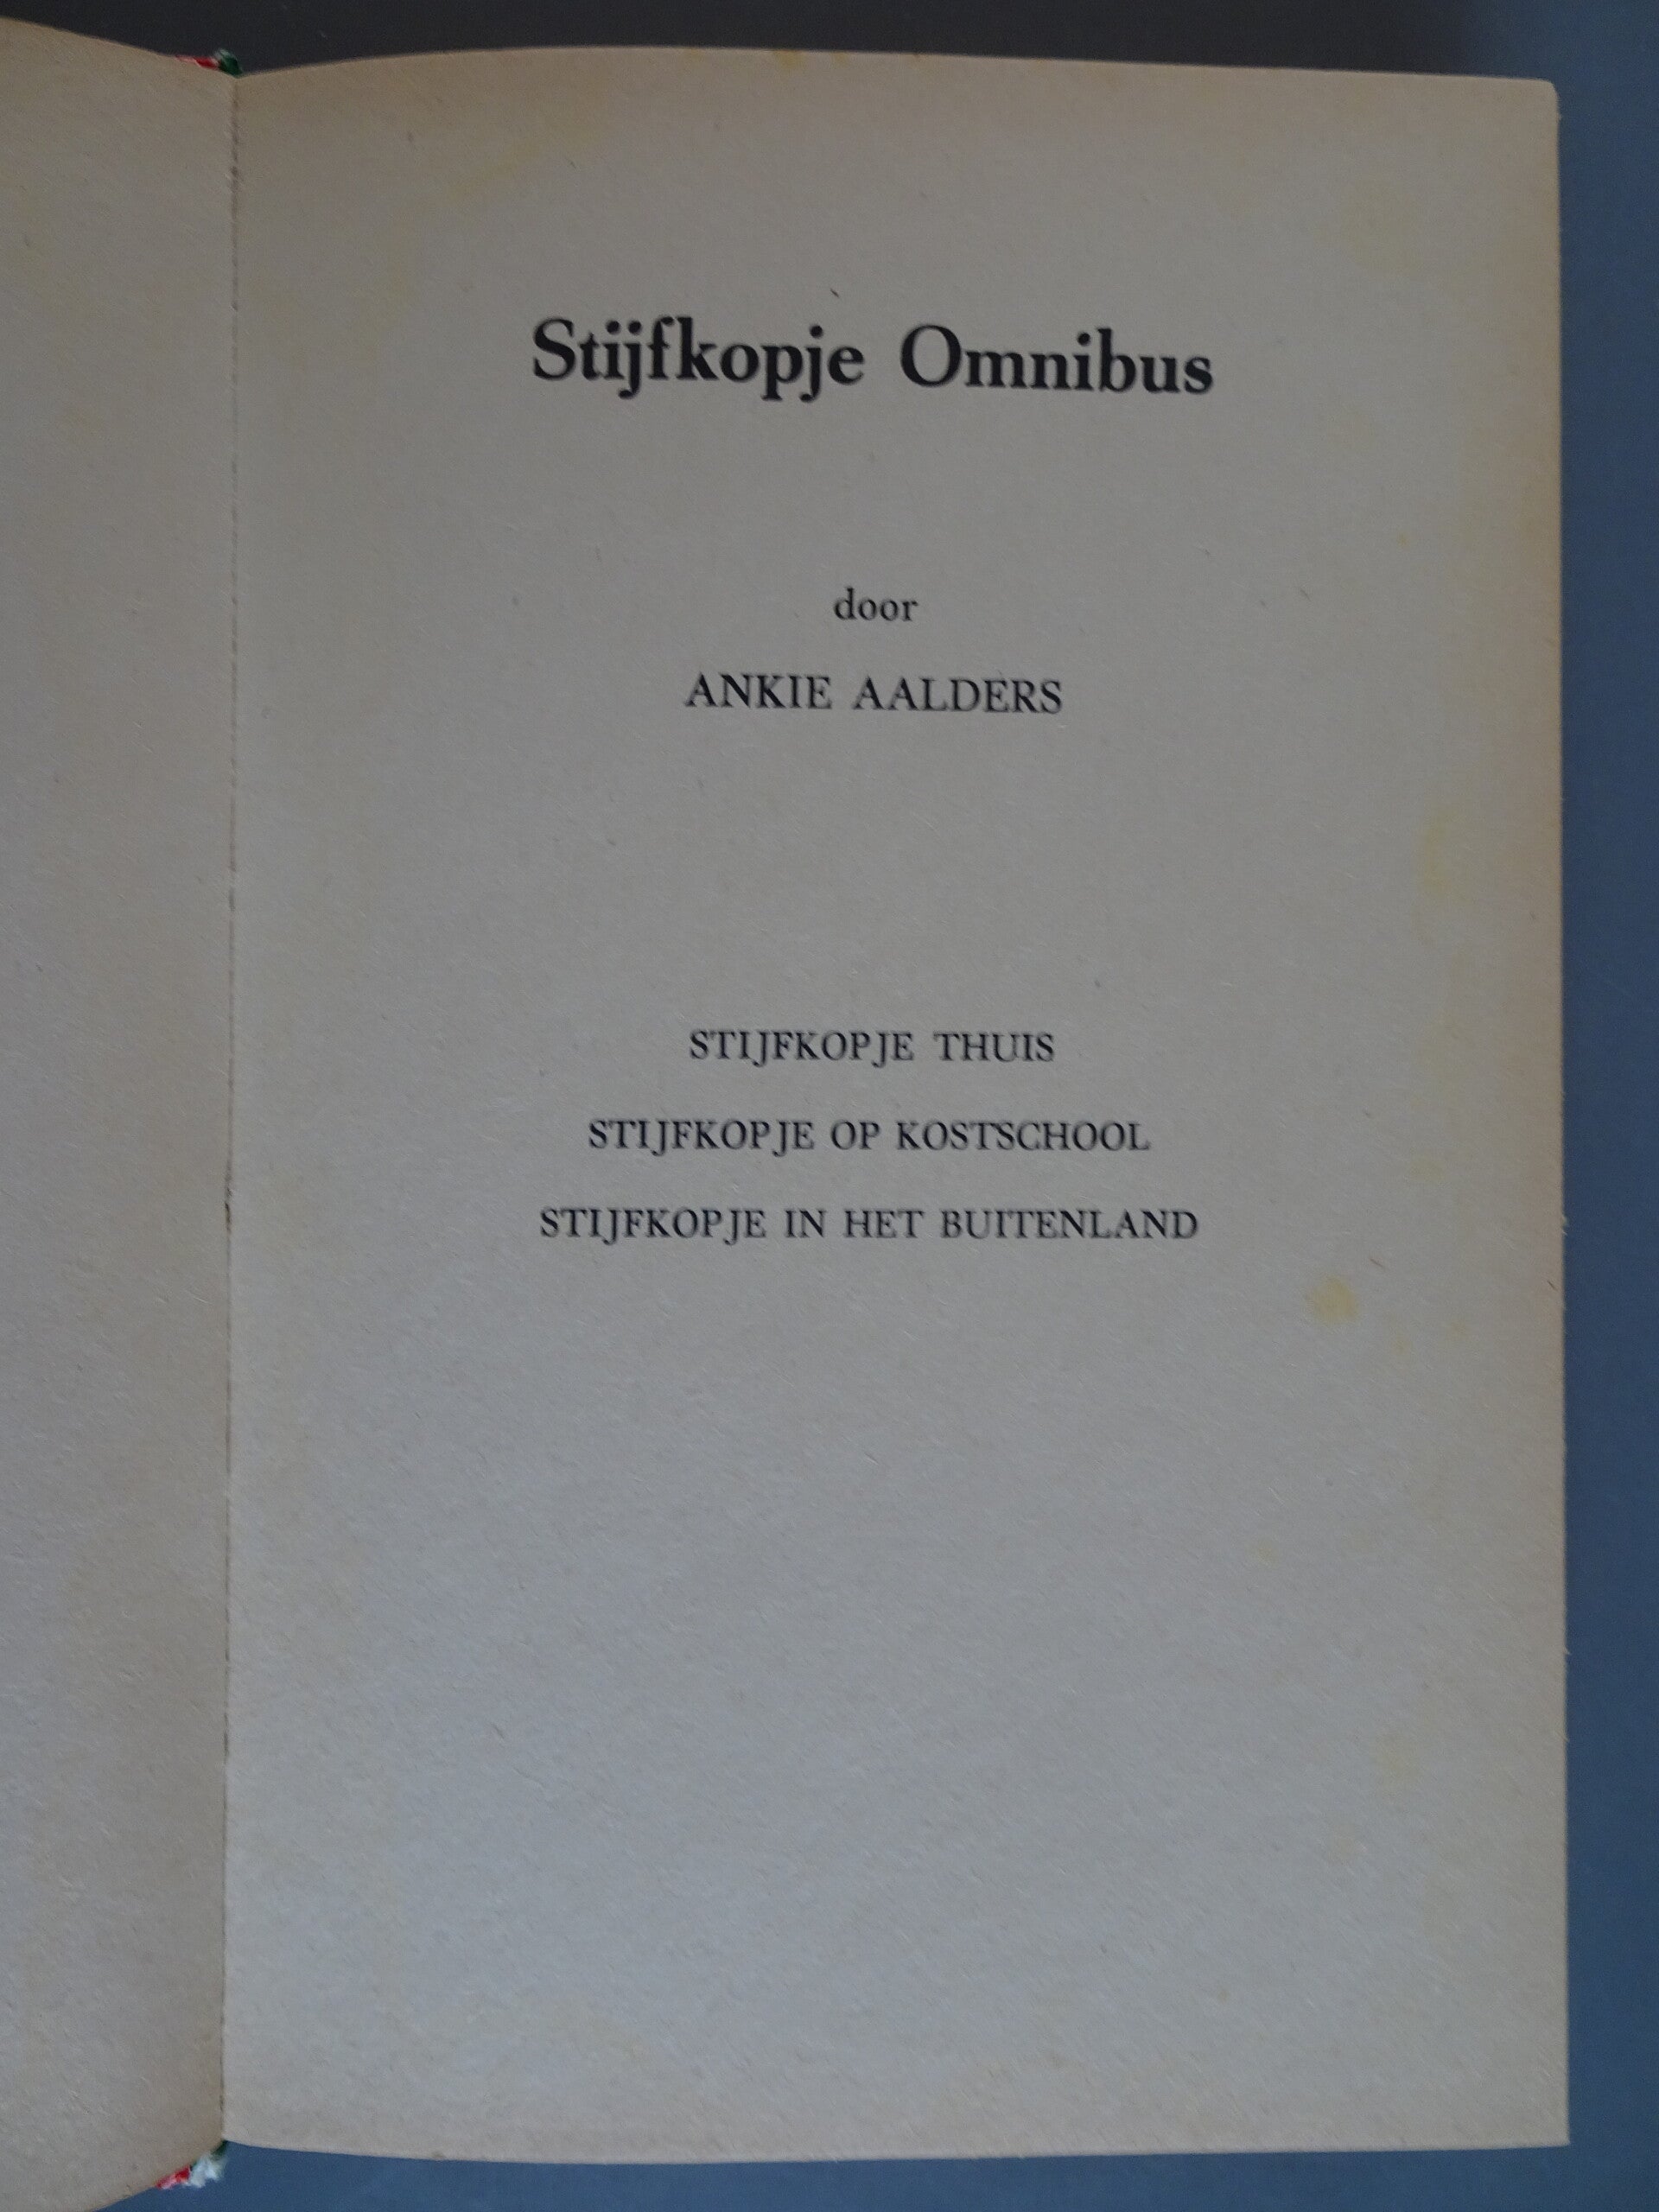 Stijfkopje Omnibus
door
ANKIE AALDERS
STIJFKOPJE THUIS
STIJFKOPJE OP KOSTSCHOOL
STIJFKOPJE IN HET BUITENLAND